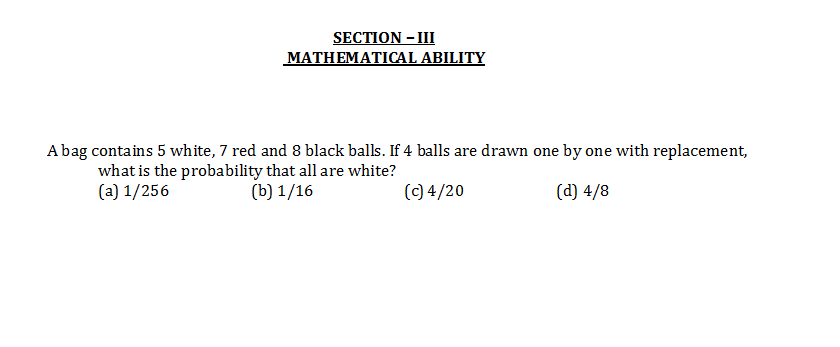 SECTION – III
MATHEMATICAL ABILITY
A bag contains 5 white, 7 red and 8 black balls. If 4 balls are drawn one by one with replacement,
what is the probability that all are white?
(a) 1/256 (b) 1/16 (c) 4/20 (d) 4/8